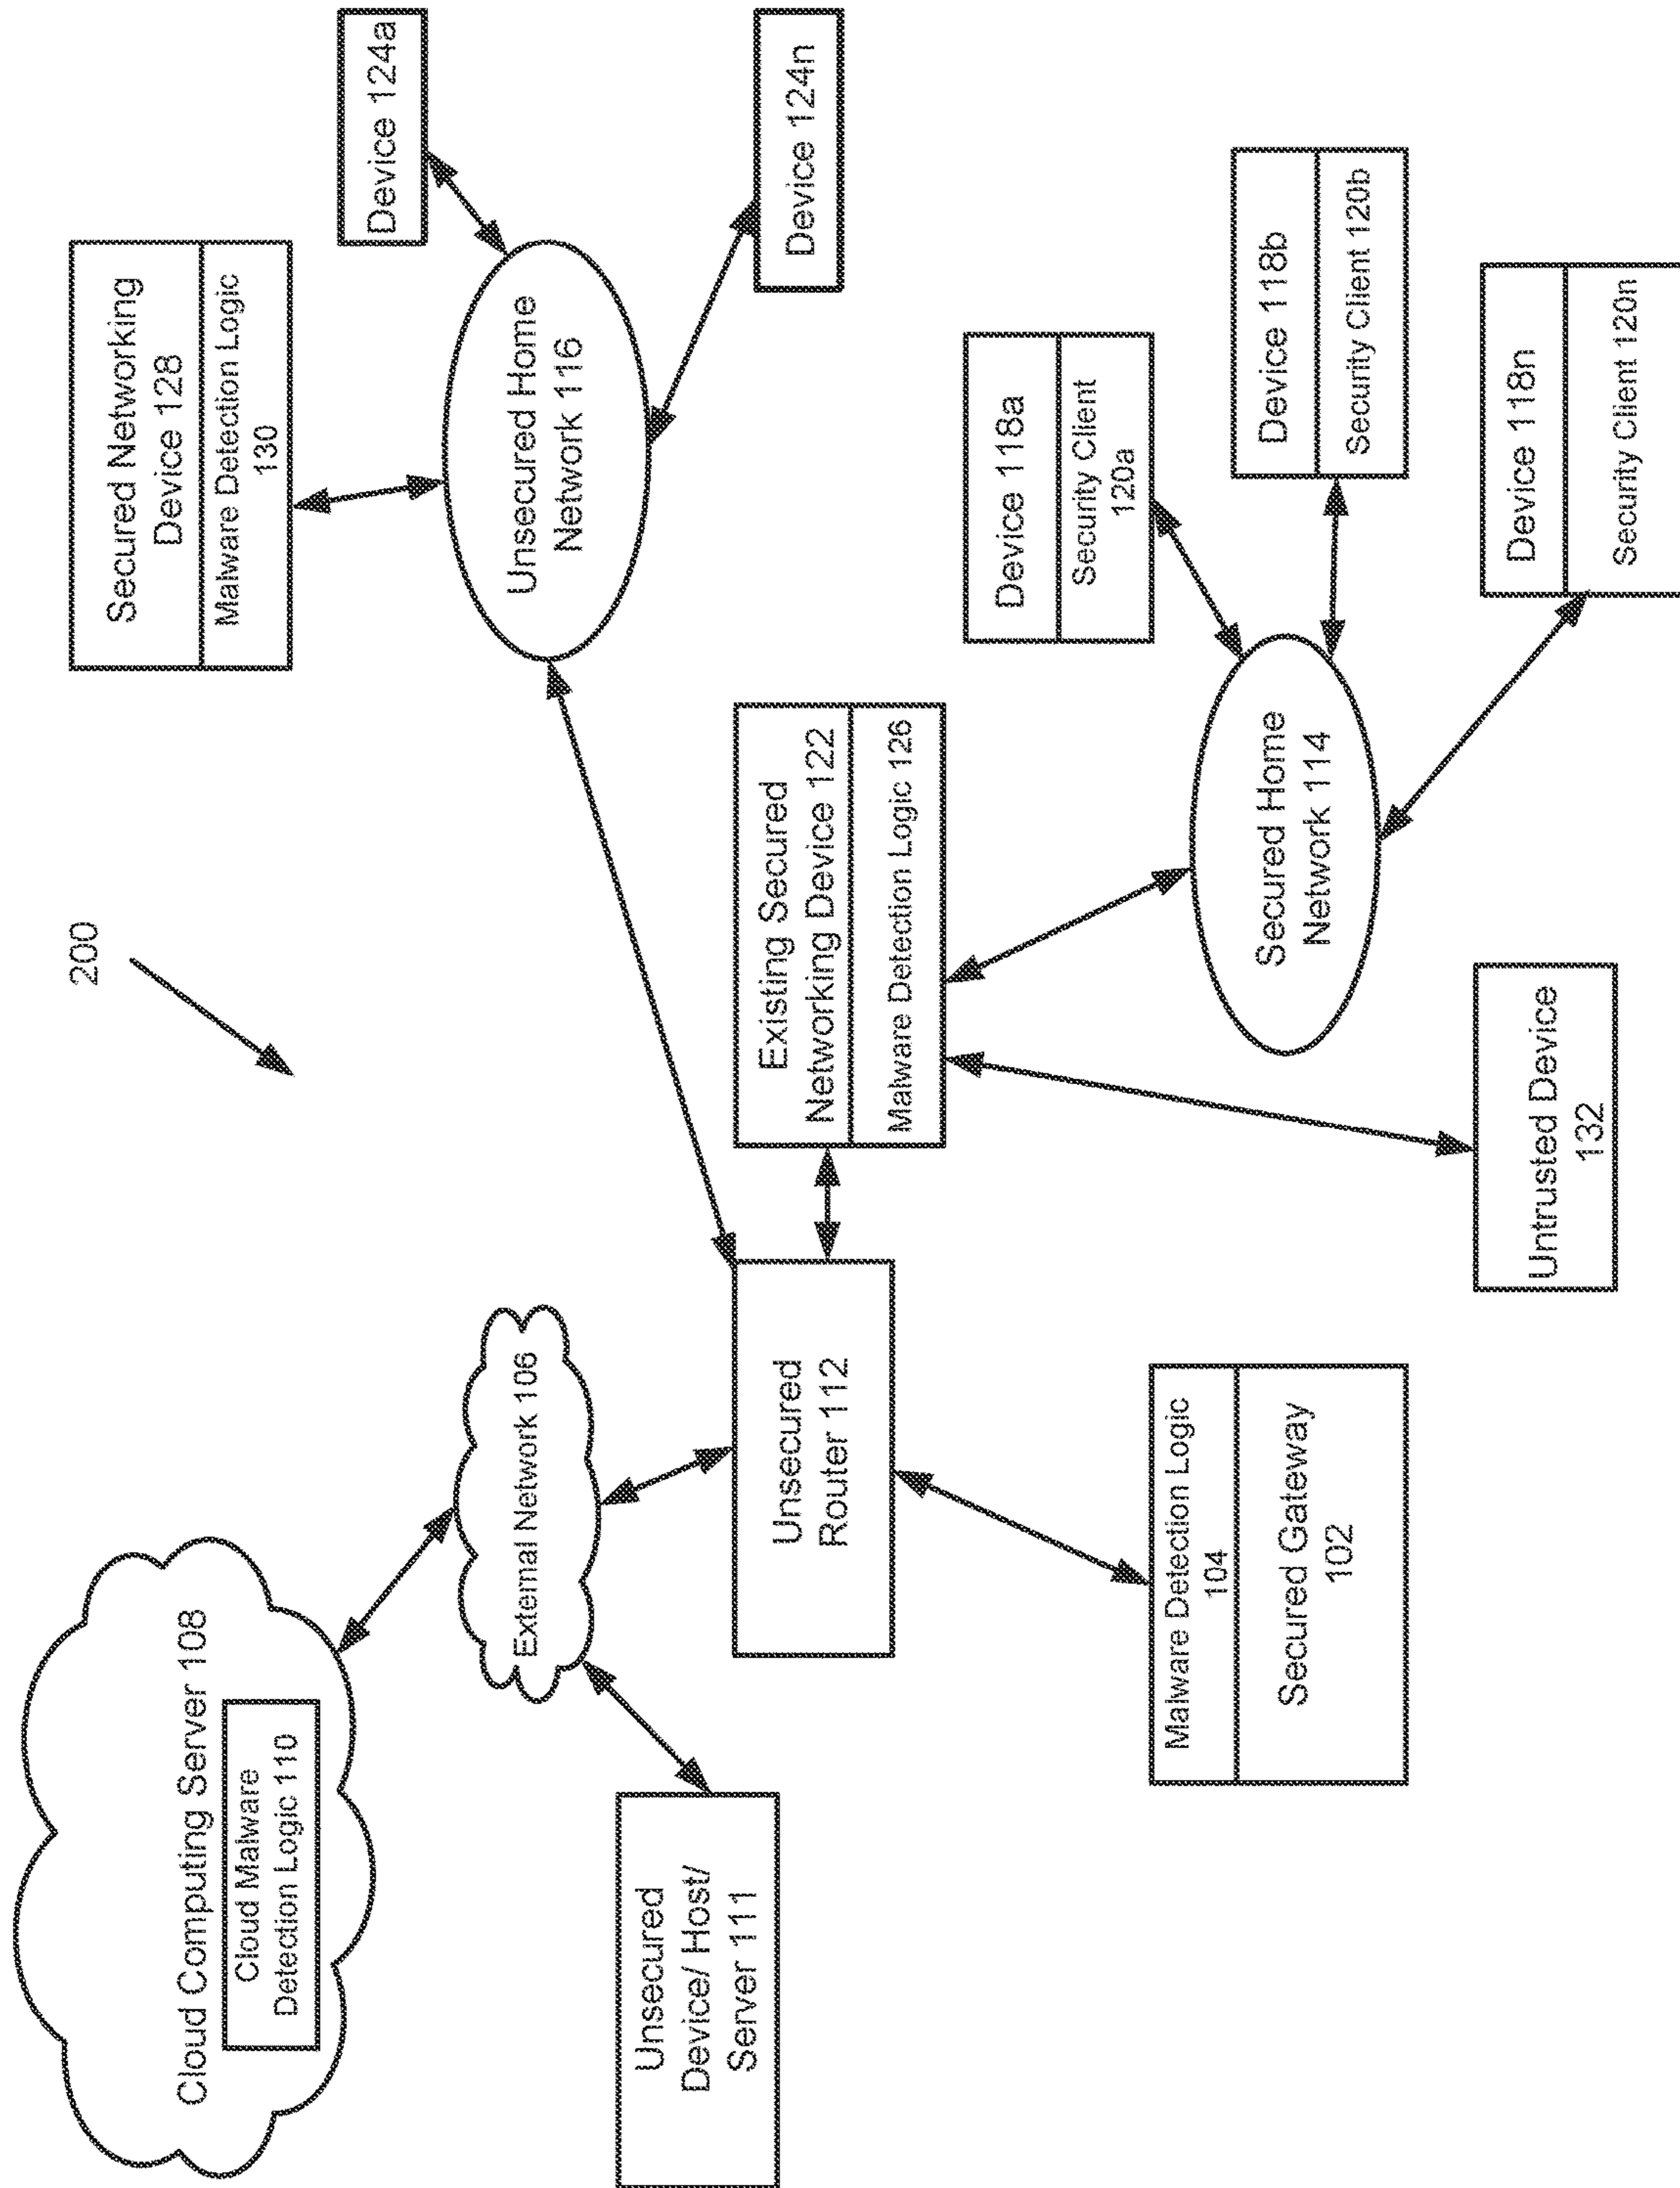 200
Cloud Computing Server 108
Cloud Malware
Detection Logic 110
External Network 106
Unsecured
Device/ Host/
Server 111
Unsecured
Router 112
Malware Detection Logic
104
Secured Gateway
102
Existing Secured
Networking Device 122
Malware Detection Logic 126
Untrusted Device
132
Secured Networking
Device 128
Malware Detection Logic
130
Unsecured Home
Network 116
Device 124a
Device 124n
Secured Home
Network 114
Device 118a
Security Client
120a
Device 118b
Security Client 120b
Device 118n
Security Client 120n